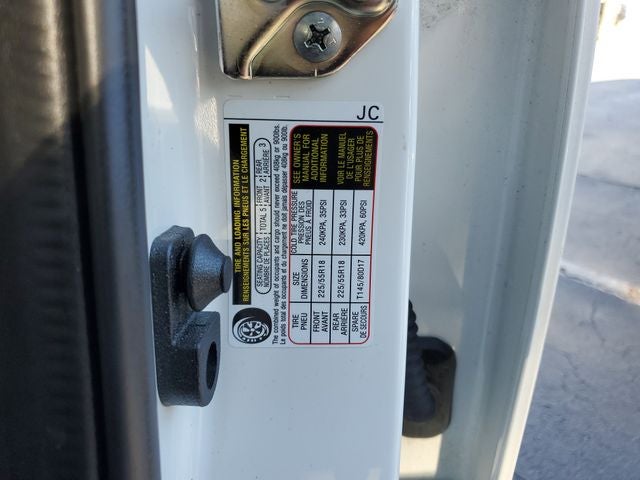 JC
TIRE AND LOADING INFORMATION
RENSEIGNEMENTS SUR LES PNEUS ET LE CHARGEMENT
SEATING CAPACITY TOTAL 5 FRONT 2 REAR 3
NOMBRE DE PLACES AVANT ARRIÈRE
The combined weight of occupants and cargo should never exceed 408kg or 900lbs.
Le poids total des occupants et du chargement ne doit jamais dépasser 408kg ou 900lb.
TIRE SIZE COLD TIRE PRESSURE SEE OWNER'S
PNEU DIMENSIONS PRESSION DES MANUAL FOR
PNEUS À FROID ADDITIONAL
INFORMATION
FRONT 225/55R18 240KPA, 35PSI
AVANT
REAR 225/55R18 230KPA, 33PSI VOIR LE MANUEL
ARRIÈRE DE L'USAGER
SPARE T145/80D17 420KPA, 60PSI POUR PLUS DE
DE SECOURS RENSEIGNEMENTS